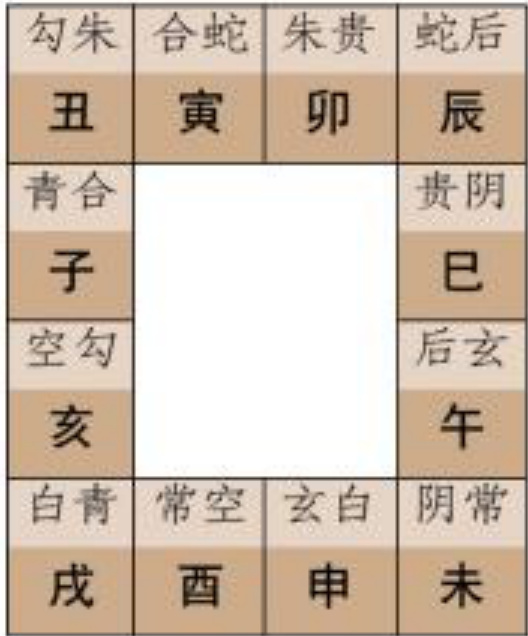 勾朱 合蛇 朱贵 蛇后
丑 寅 卯 辰
青合 贵阴
子 巳
空勾 后玄
亥 午
白青 常空 玄白 阴常
戌 酉 申 未